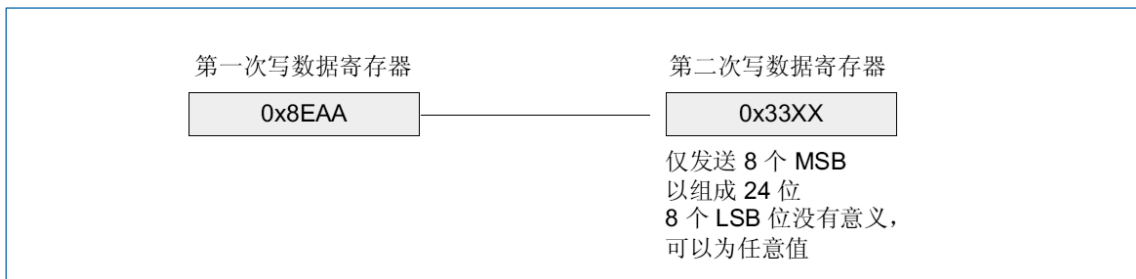 第一次写数据寄存器
第二次写数据寄存器
0x8EAA
0x33XX
仅发送 8 个 MSB
以组成 24 位
8 个 LSB 位没有意义，
可以为任意值